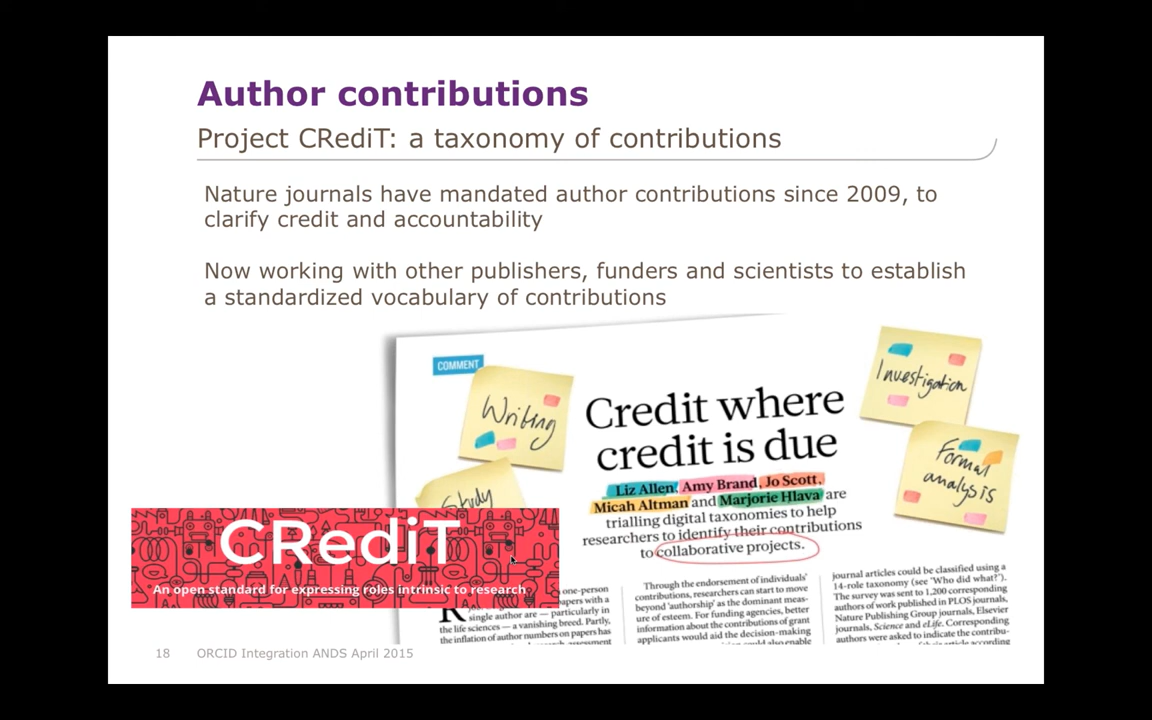 Author contributions
Project CRediT: a taxonomy of contributions
Nature journals have mandated author contributions since 2009, to
clarify credit and accountability
Now working with other publishers, funders and scientists to establish
a standardized vocabulary of contributions
COMMENT
Writing
Study
Investigation
Formal
analysis
Credit where
credit is due
Liz Allen, Amy Brand, Jo Scott,
Micah Altman and Marjorie Hlava are
trialling digital taxonomies to help
researchers to identify their contributions
to collaborative projects.
CRediT
An open standard for expressing roles intrinsic to research
one-person
papers with a
single author are — particularly in
the life sciences — a vanishing breed. Partly,
the inflation of author numbers on papers has
Through the endorsement of individuals'
contributions, researchers can start to move
beyond 'authorship' as the dominant meas-
ure of esteem. For funding agencies, better
information about the contributions of grant
applicants would aid the decision-making
could also enable
journal articles could be classified using a
14-role taxonomy (see 'Who did what?').
The survey was sent to 1,200 corresponding
authors of work published in PLOS journals,
Nature Publishing Group journals, Elsevier
journals, Science and eLife. Corresponding
authors were asked to indicate the contribu-
18 ORCID Integration ANDS April 2015